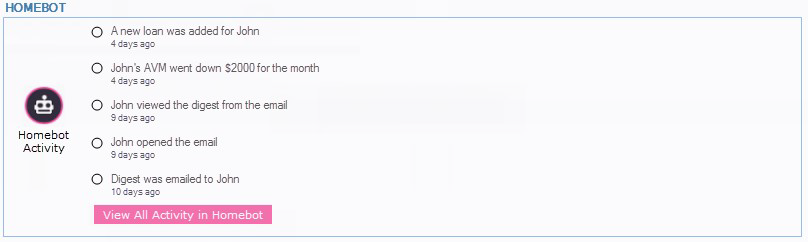 HOMEBOT
A new loan was added for John
4 days ago
John's AVM went down $2000 for the month
4 days ago
John viewed the digest from the email
9 days ago
Homebot
Activity
John opened the email
9 days ago
Digest was emailed to John
10 days ago
View All Activity in Homebot